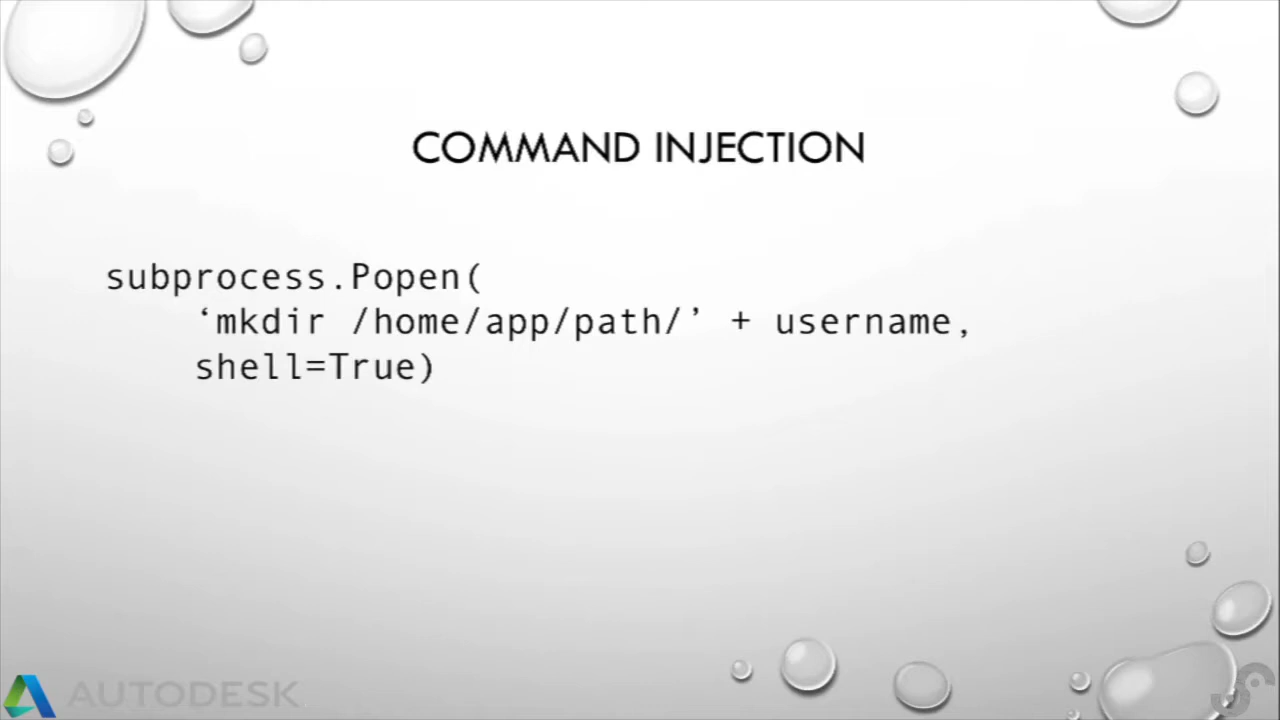 COMMAND INJECTION
subprocess.Popen(
‘mkdir /home/app/path/’ + username,
shell=True)
AUTODESK